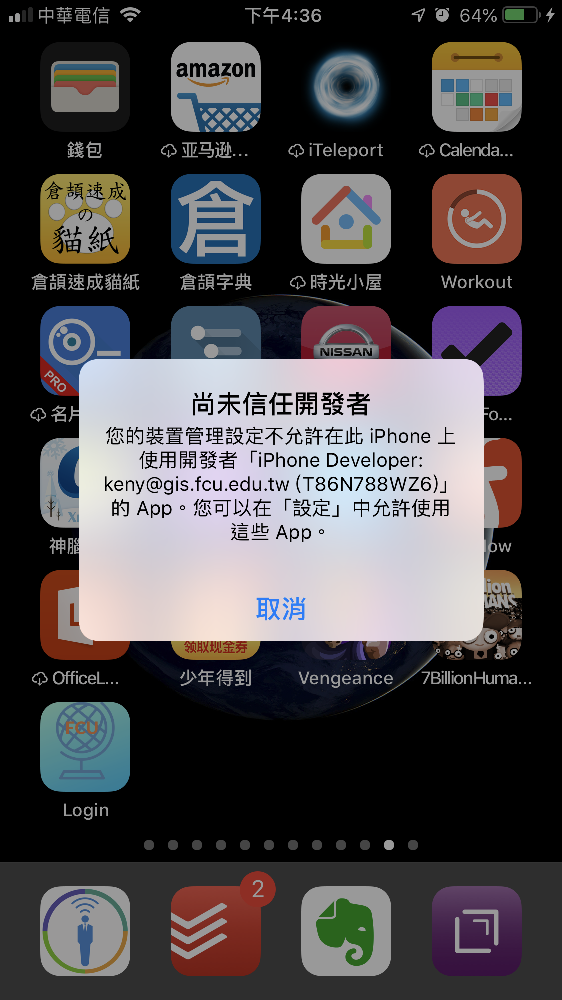 中華電信 下午4:36 64%
amazon
錢包 亚马逊... iTeleport Calenda...
倉頡速成
の
貓紙
倉
倉頡速成貓紙 倉頡字典 時光小屋 Workout
PRO
NISSAN
名片 Fo...
尚未信任開發者
您的裝置管理設定不允許在此 iPhone 上
使用開發者「iPhone Developer:
keny@gis.fcu.edu.tw (T86N788WZ6)」
的 App。您可以在「設定」中允許使用
這些 App。
取消
神腦 low
领取现金券
OfficeL... 少年得到 Vengeance 7BillionHuma...
FCU
Login
2